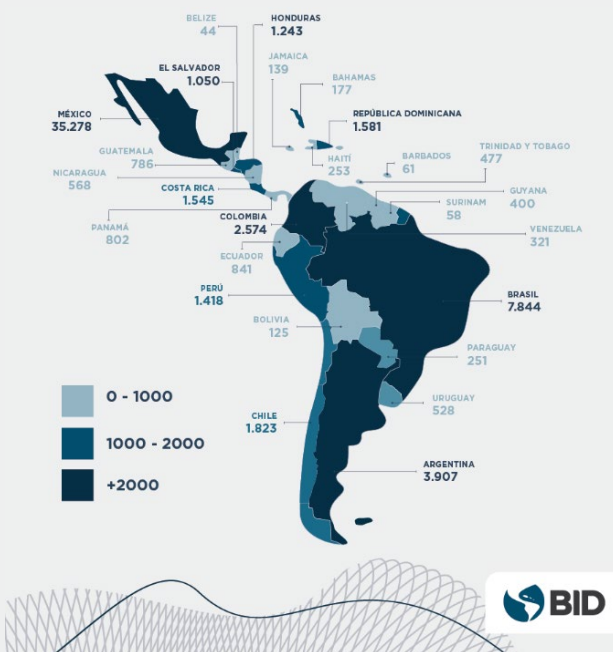 BELIZE
44
HONDURAS
1.243
JAMAICA
139
EL SALVADOR
1.050
BAHAMAS
177
MÉXICO
35.278
REPÚBLICA DOMINICANA
1.581
GUATEMALA
786
HAITÍ
253
BARBADOS
61
TRINIDAD Y TOBAGO
477
NICARAGUA
568
COSTA RICA
1.545
GUYANA
400
SURINAM
58
PANAMÁ
802
COLOMBIA
2.574
VENEZUELA
321
ECUADOR
841
PERÚ
1.418
BRASIL
7.844
BOLIVIA
125
PARAGUAY
251
0 - 1000
URUGUAY
528
CHILE
1.823
1000 - 2000
ARGENTINA
3.907
+2000
BID